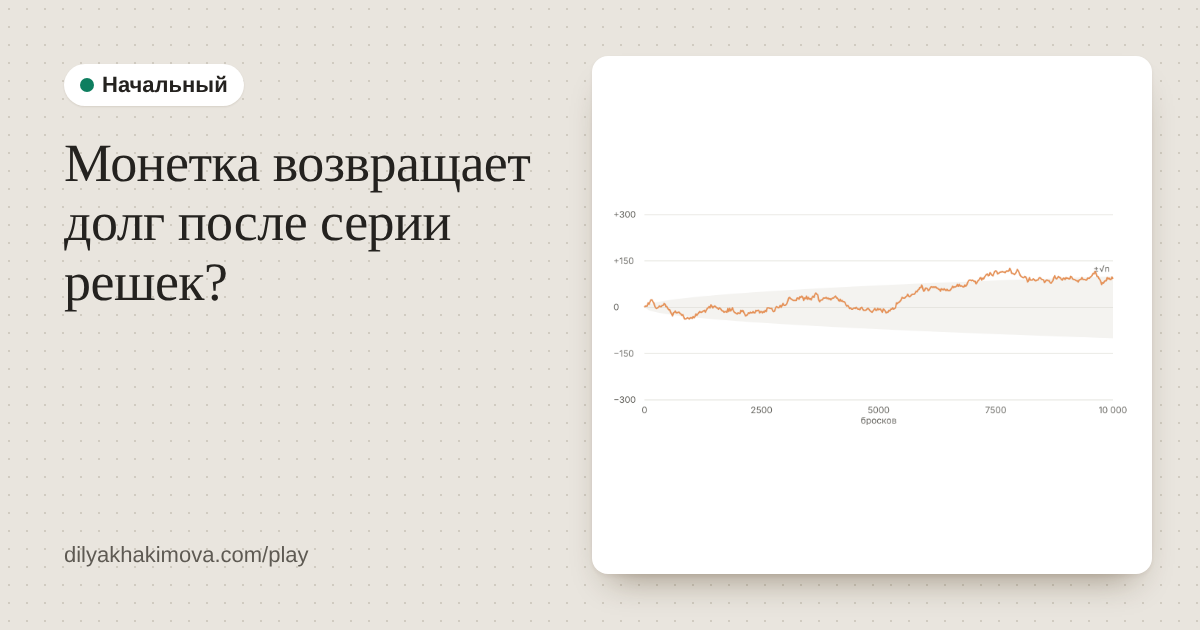 Начальный
Монетка возвращает
долг после серии
решек?
dilyakhakimova.com/play
+300
+150
0
−150
−300
±√n
0
2500
5000
7500
10 000
бросков